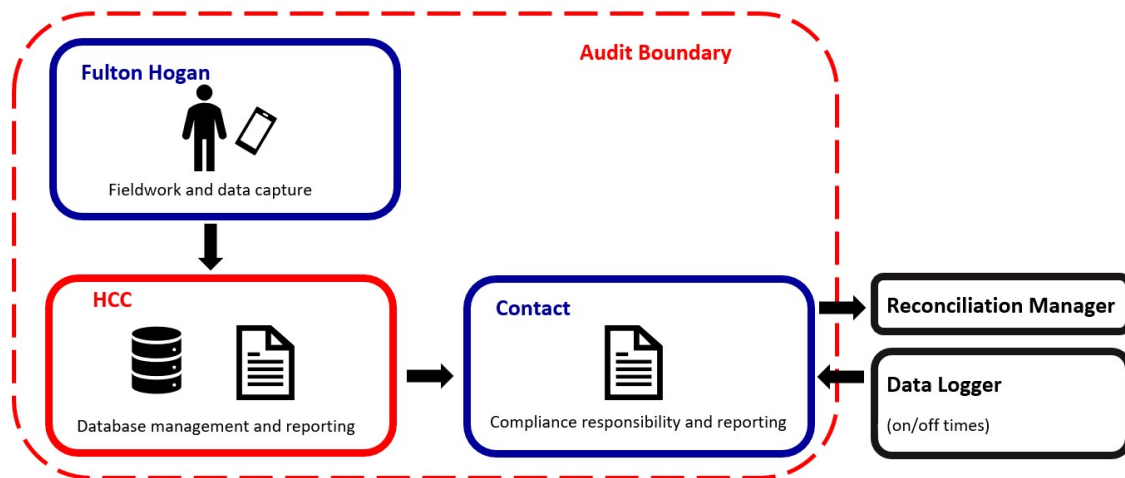 Audit Boundary
Fulton Hogan
Fieldwork and data capture
HCC
Database management and reporting
Contact
Compliance responsibility and reporting
Reconciliation Manager
Data Logger
(on/off times)